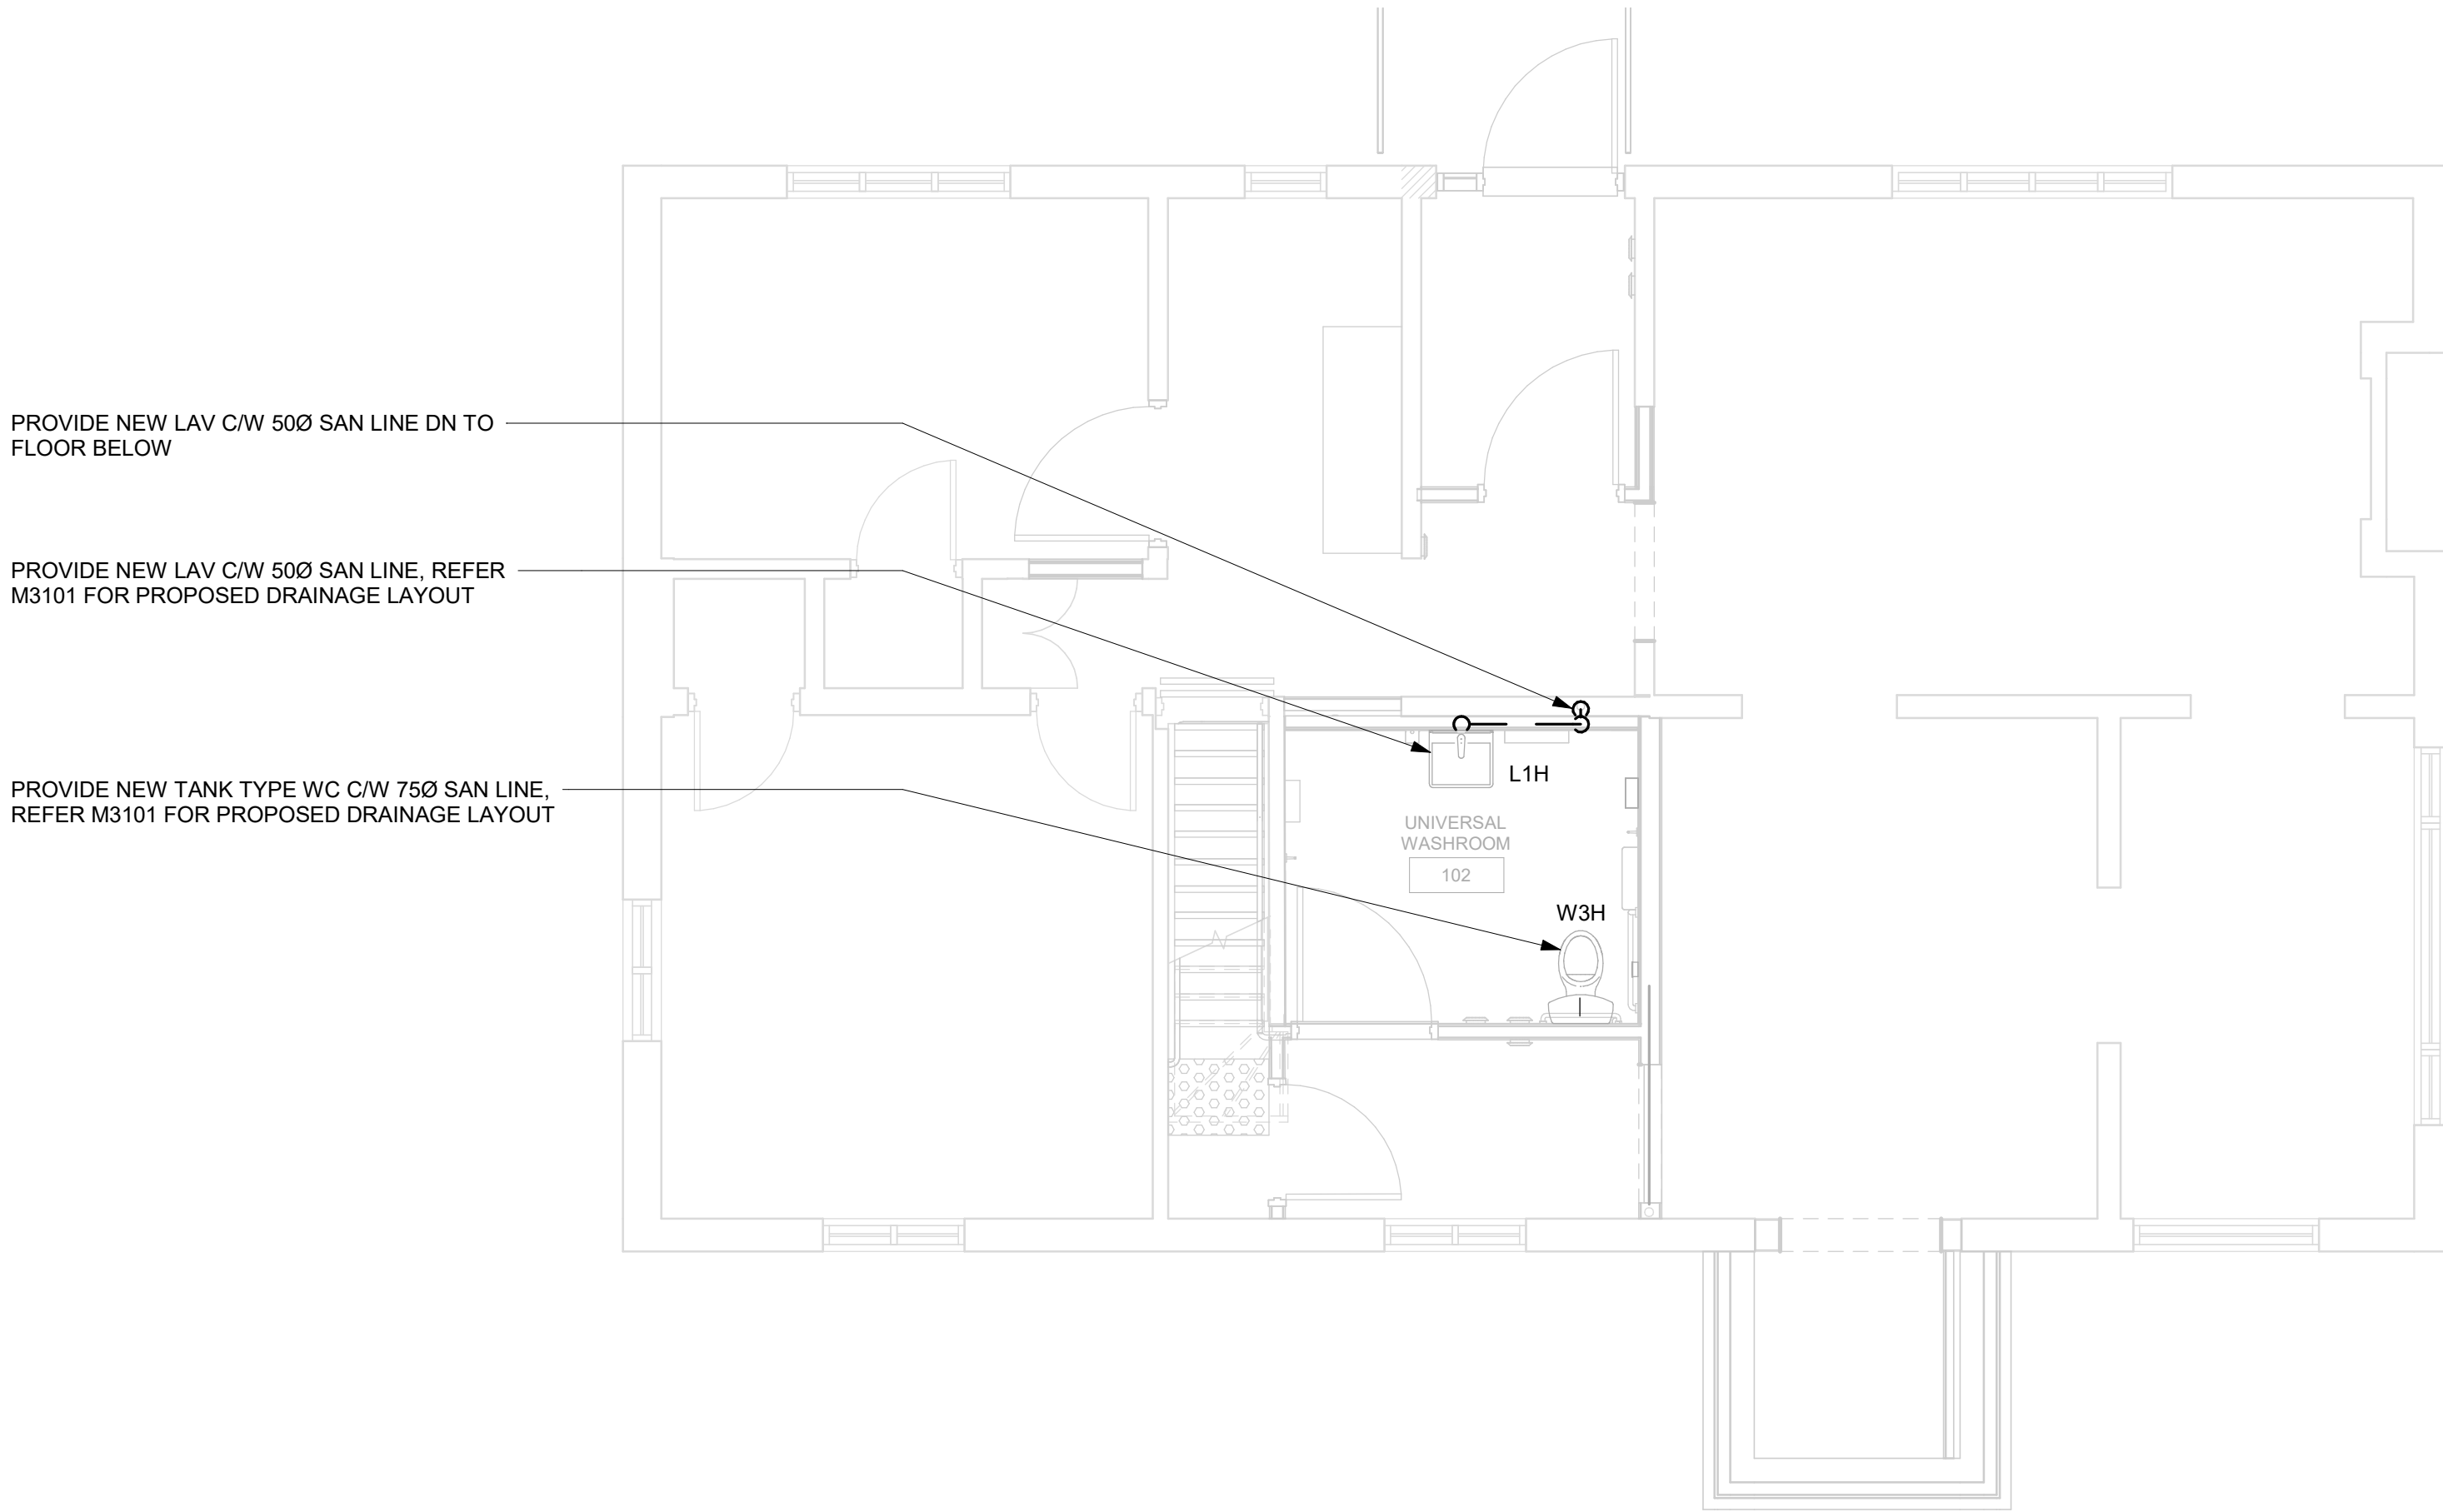 PROVIDE NEW LAV C/W 50Ø SAN LINE DN TO
FLOOR BELOW
PROVIDE NEW LAV C/W 50Ø SAN LINE, REFER
M3101 FOR PROPOSED DRAINAGE LAYOUT
PROVIDE NEW TANK TYPE WC C/W 75Ø SAN LINE,
REFER M3101 FOR PROPOSED DRAINAGE LAYOUT
L1H
UNIVERSAL
WASHROOM
102
W3H